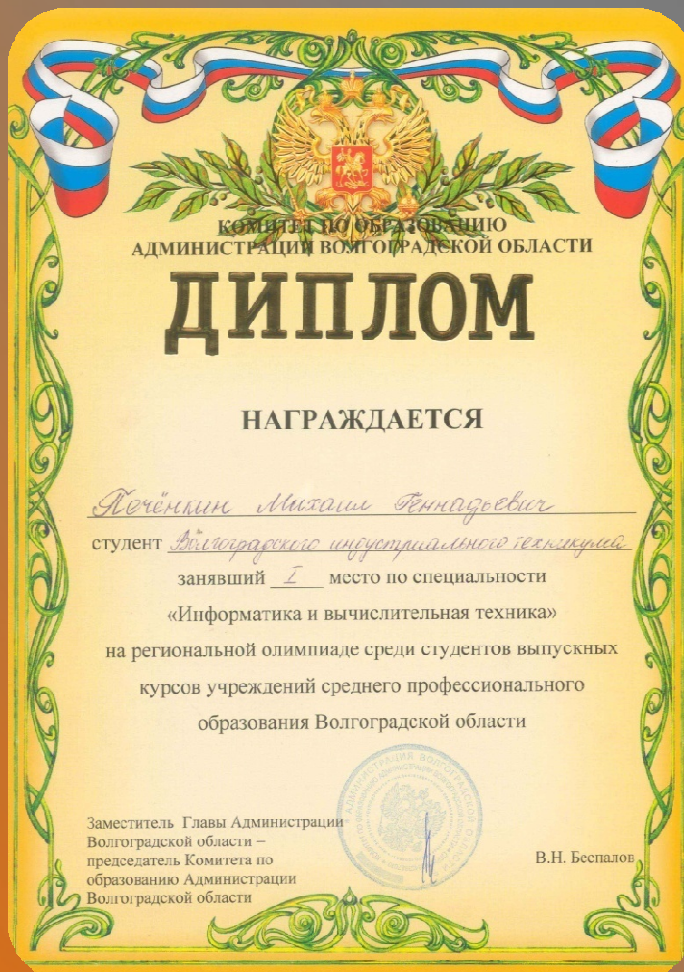 КОМИТЕТ ПО ОБРАЗОВАНИЮ
АДМИНИСТРАЦИИ ВОЛГОГРАДСКОЙ ОБЛАСТИ
ДИПЛОМ
НАГРАЖДАЕТСЯ
Почёнкин Михаил Геннадьевич
студент Волгоградского индустриального техникума
занявший I место по специальности
«Информатика и вычислительная техника»
на региональной олимпиаде среди студентов выпускных
курсов учреждений среднего профессионального
образования Волгоградской области
Заместитель Главы Администрации
Волгоградской области –
председатель Комитета по
образованию Администрации
Волгоградской области
В.Н. Беспалов